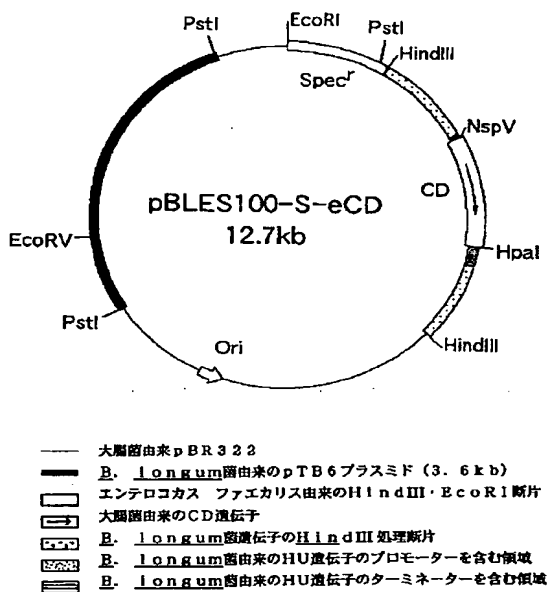 EcoRI
PstI
PstI
HindIII
Specʳ
NspV
CD
pBLES100-S-eCD
12.7kb
EcoRV
HpaI
PstI
Ori
HindIII
大腸菌由来pBR322
B. longum菌由来のpTB6プラスミド（3．6kb）
エンテロコカス ファエカリス由来のHindIII・EcoRI断片
大腸菌由来のCD遺伝子
B. longum菌遺伝子のHindIII処理断片
B. longum菌由来のHU遺伝子のプロモーターを含む領域
B. longum菌由来のHU遺伝子のターミネーターを含む領域